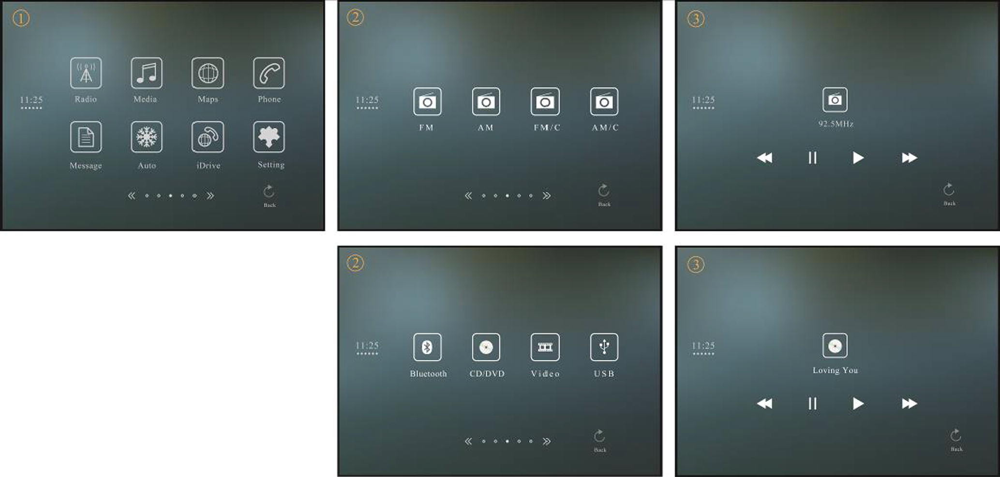 ①
11:25
Radio Media Maps Phone
Message Auto iDrive Setting
Back
②
11:25
FM AM FM/C AM/C
Back
③
11:25
92.5MHz
Back
②
11:25
Bluetooth CD/DVD Video USB
Back
③
11:25
Loving You
Back